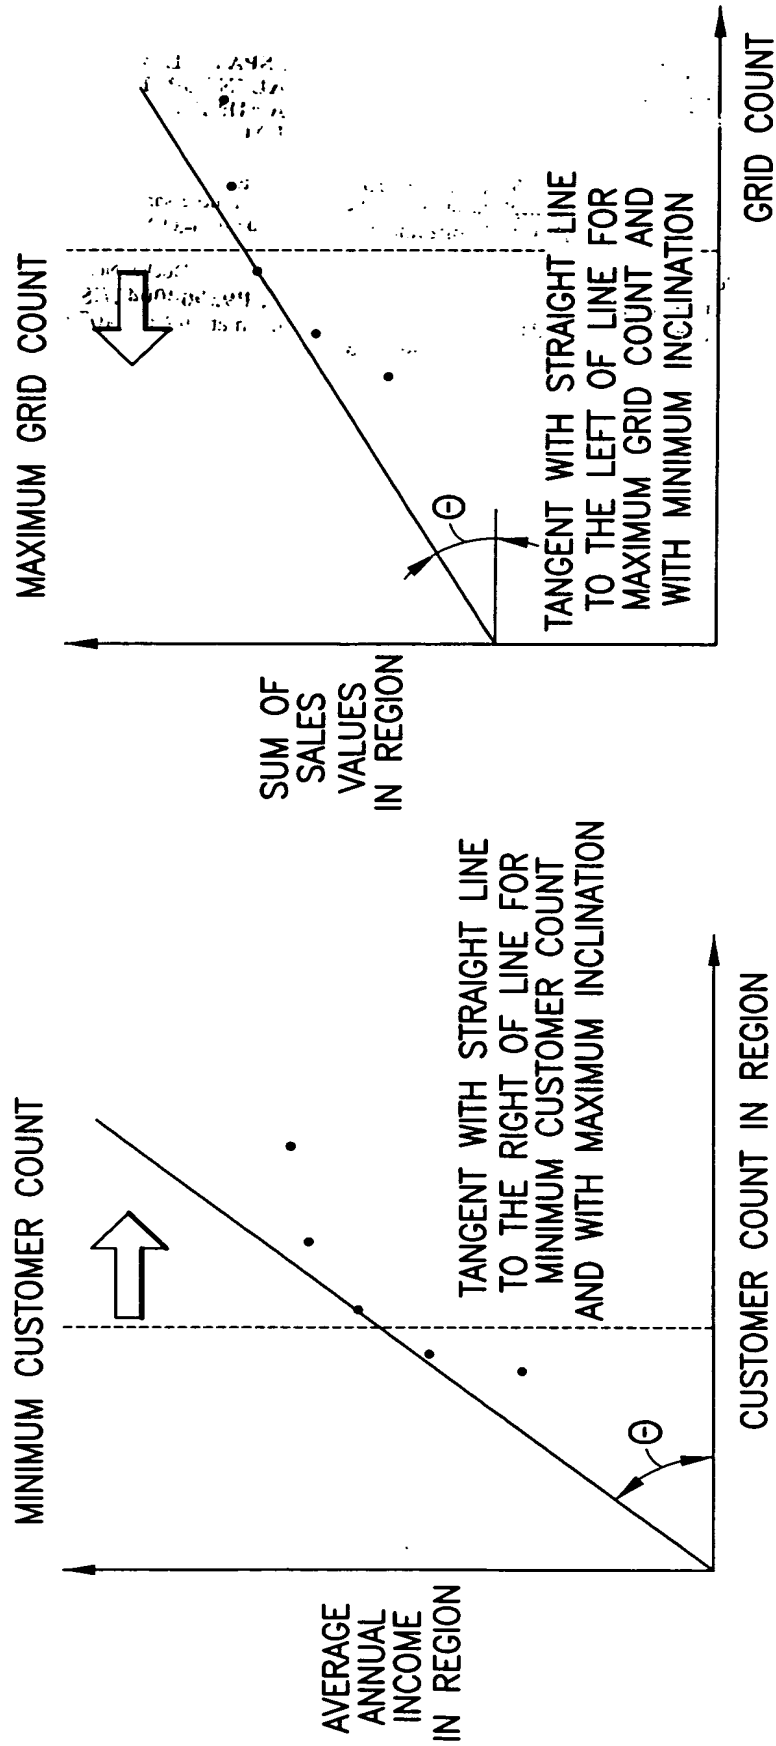 MINIMUM CUSTOMER COUNT
AVERAGE
ANNUAL
INCOME
IN REGION
TANGENT WITH STRAIGHT LINE
TO THE RIGHT OF LINE FOR
MINIMUM CUSTOMER COUNT
AND WITH MAXIMUM INCLINATION
Θ
CUSTOMER COUNT IN REGION
MAXIMUM GRID COUNT
SUM OF
SALES
VALUES
IN REGION
Θ
TANGENT WITH STRAIGHT LINE
TO THE LEFT OF LINE FOR
MAXIMUM GRID COUNT AND
WITH MINIMUM INCLINATION
GRID COUNT